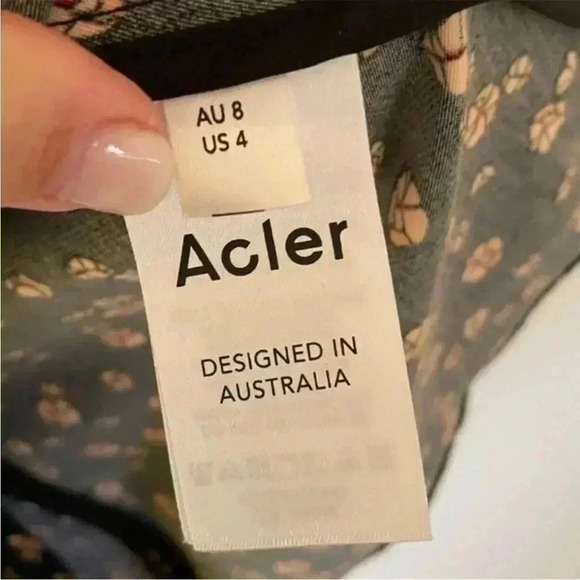 AU 8
US 4
Acler
DESIGNED IN
AUSTRALIA